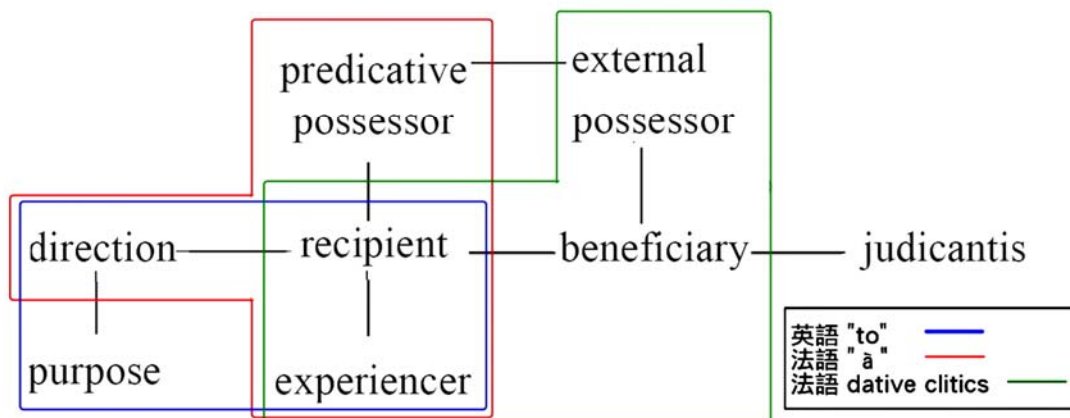 predicative
possessor
external
possessor
direction
recipient
beneficiary
judicantis
purpose
experiencer
英語 "to"
法語 "à"
法語 dative clitics